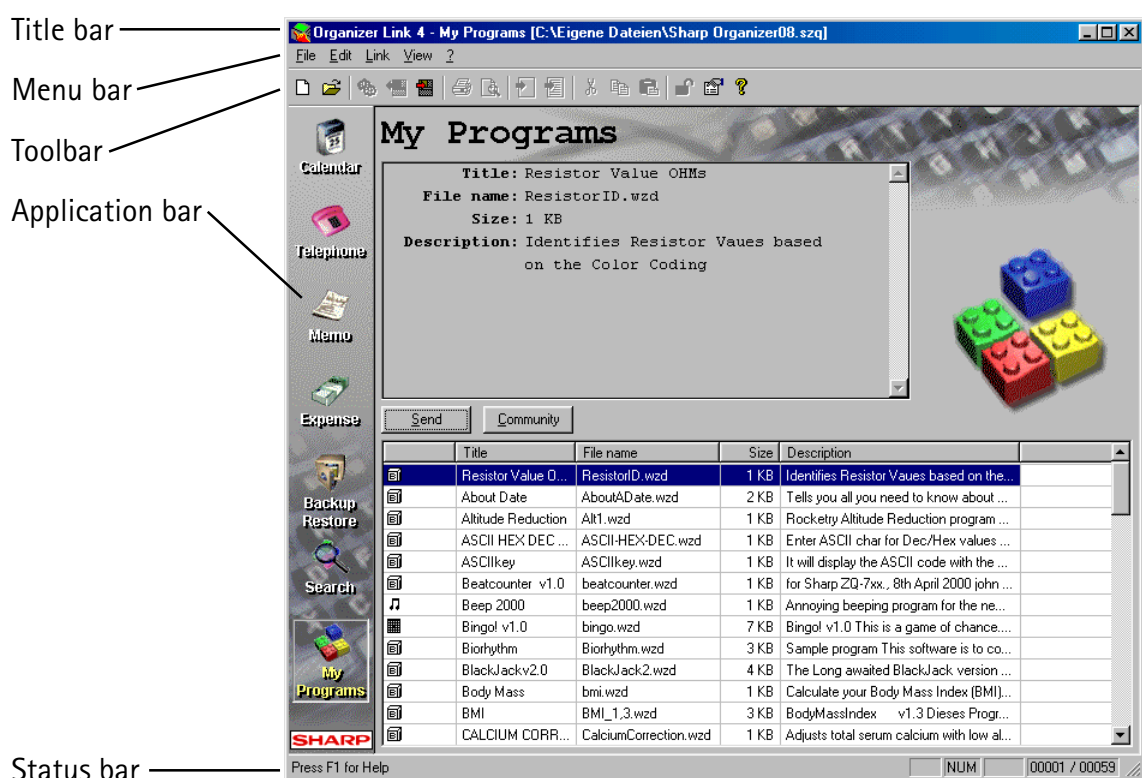 Title bar
Menu bar
Toolbar
Application bar
Status bar
Organizer Link 4 - My Programs [C:\Eigene Dateien\Sharp Organizer08.szq]
File Edit Link View ?
Calendar
Telephone
Memo
Expense
Backup
Restore
Search
My
Programs
SHARP
My Programs
Title: Resistor Value OHMs
File name: ResistorID.wzd
Size: 1 KB
Description: Identifies Resistor Vaues based
on the Color Coding
Send Community
Title File name Size Description
Resistor Value O... ResistorID.wzd 1 KB Identifies Resistor Vaues based on the...
About Date AboutADate.wzd 2 KB Tells you all you need to know about ...
Altitude Reduction Alt1.wzd 1 KB Rocketry Altitude Reduction program ...
ASCII HEX DEC ... ASCII-HEX-DEC.wzd 1 KB Enter ASCII char for Dec/Hex values ...
ASCIIkey ASCIIkey.wzd 1 KB It will display the ASCII code with the ...
Beatcounter v1.0 beatcounter.wzd 1 KB for Sharp ZQ-7xx., 8th April 2000 john ...
Beep 2000 beep2000.wzd 1 KB Annoying beeping program for the ne...
Bingo! v1.0 bingo.wzd 7 KB Bingo! v1.0 This is a game of chance....
Biorhythm Biorhythm.wzd 3 KB Sample program This software is to co...
BlackJackv2.0 BlackJack2.wzd 4 KB The Long awaited BlackJack version ...
Body Mass bmi.wzd 1 KB Calculate your Body Mass Index (BMI)...
BMI BMI_1,3.wzd 3 KB BodyMassIndex v1.3 Dieses Progr...
CALCIUM CORR... CalciumCorrection.wzd 1 KB Adjusts total serum calcium with low al...
Press F1 for Help NUM 00001 / 00059